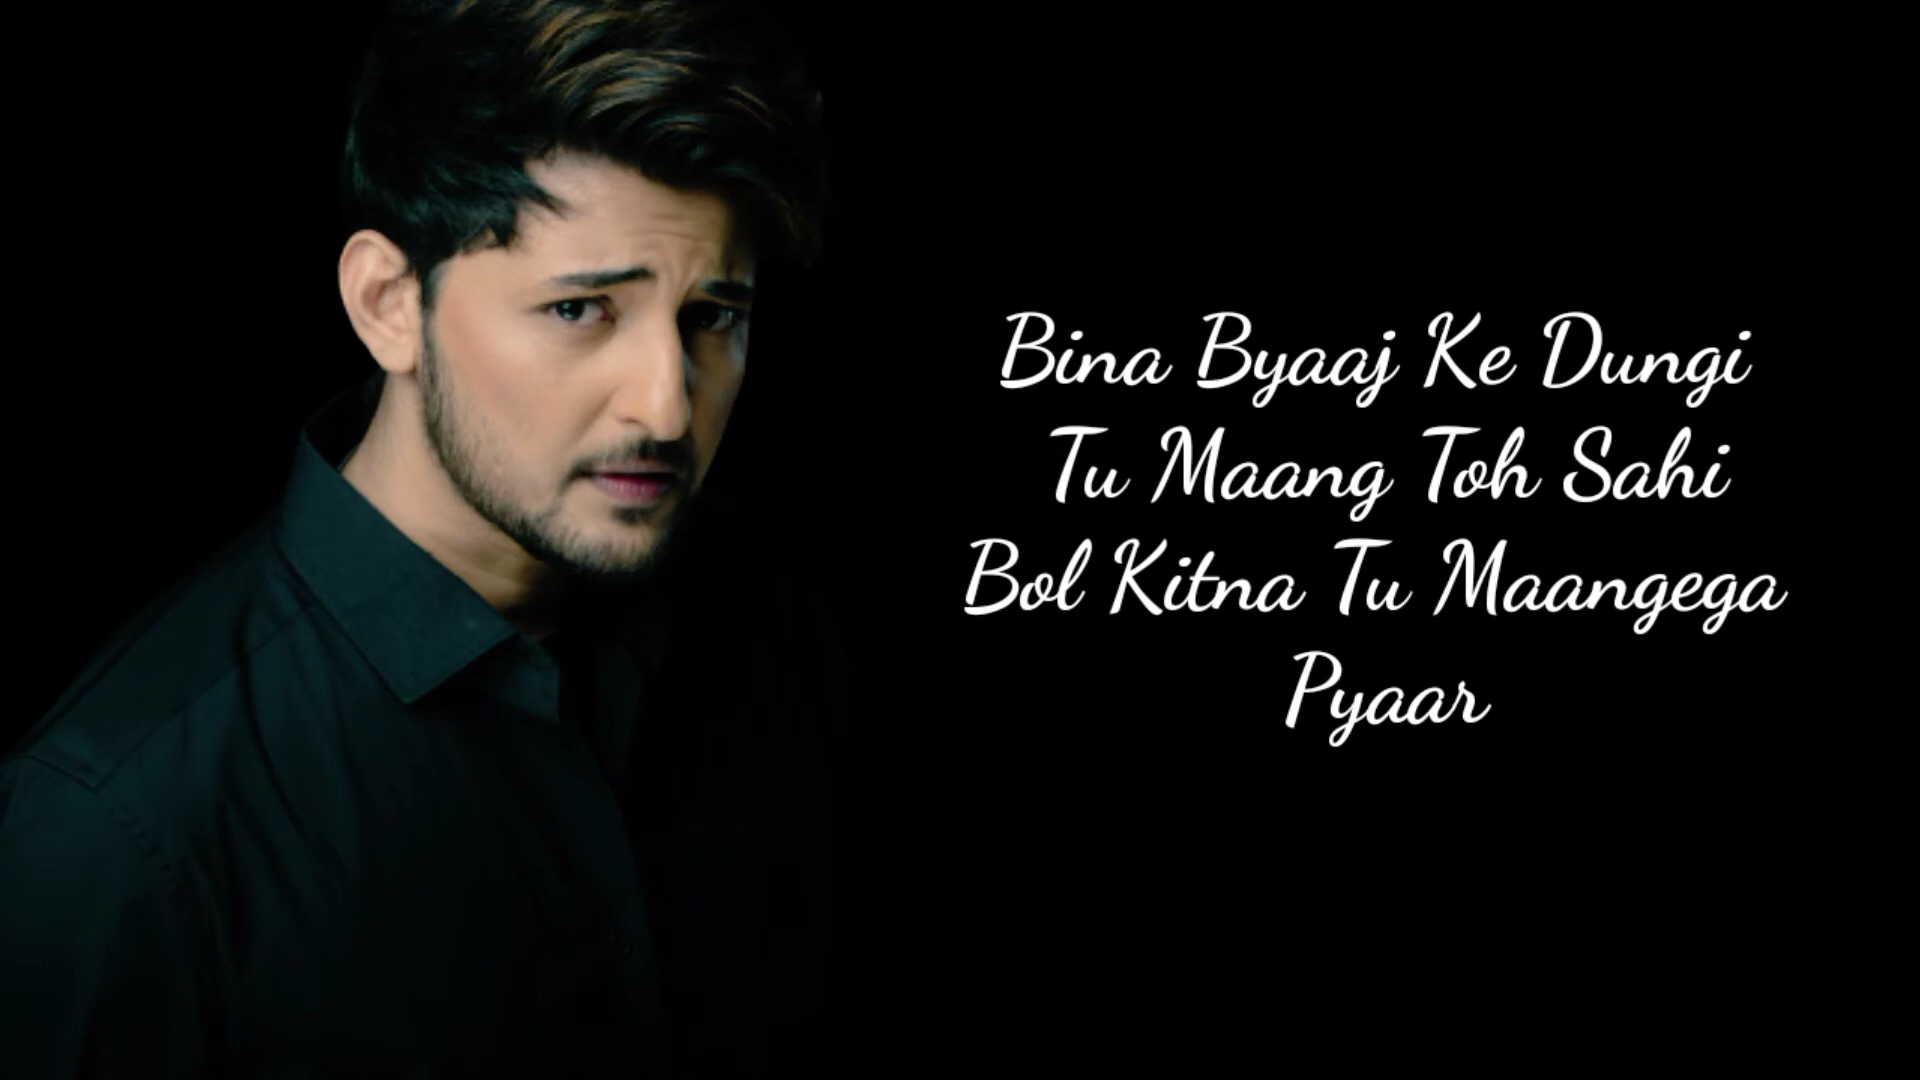 Bina Byaaj Ke Dungi
Tu Maang Toh Sahi
Bol Kitna Tu Maangega
Pyaar